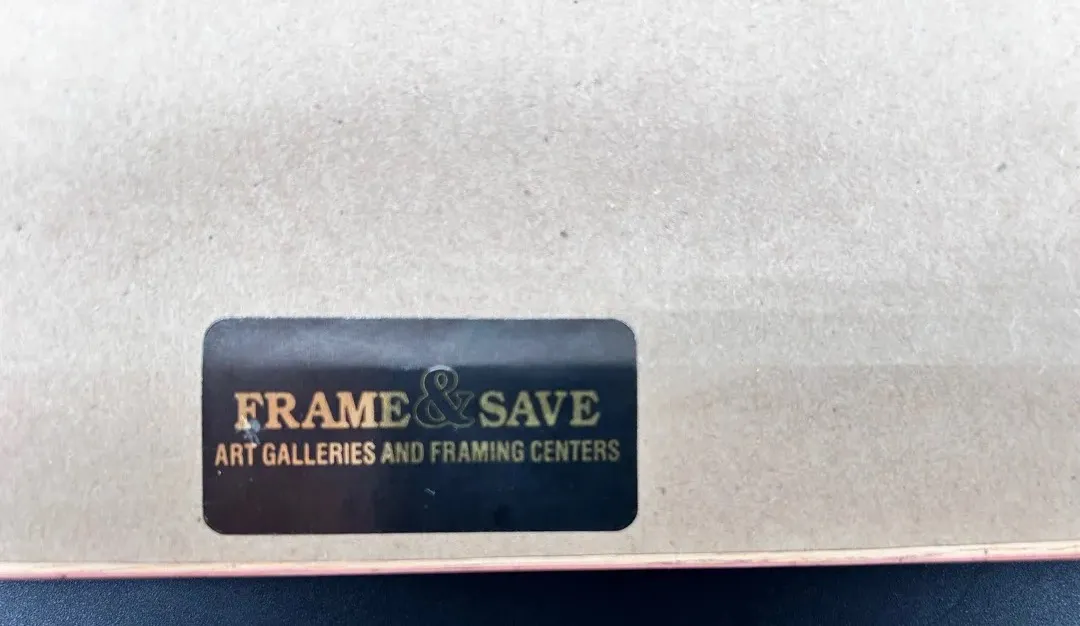 FRAME & SAVE
ART GALLERIES AND FRAMING CENTERS